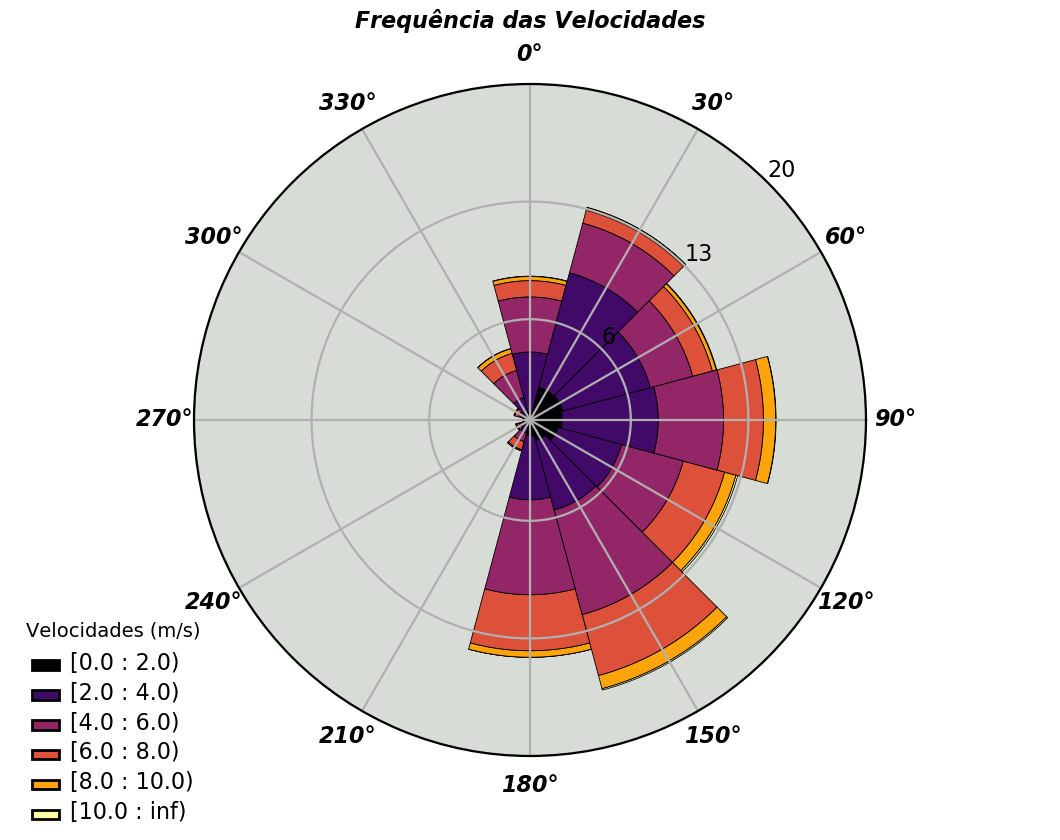 Frequência das Velocidades
0°
330°
30°
20
300°
60°
13
6
270°
90°
240°
120°
210°
150°
180°
Velocidades (m/s)
[0.0 : 2.0)
[2.0 : 4.0)
[4.0 : 6.0)
[6.0 : 8.0)
[8.0 : 10.0)
[10.0 : inf)